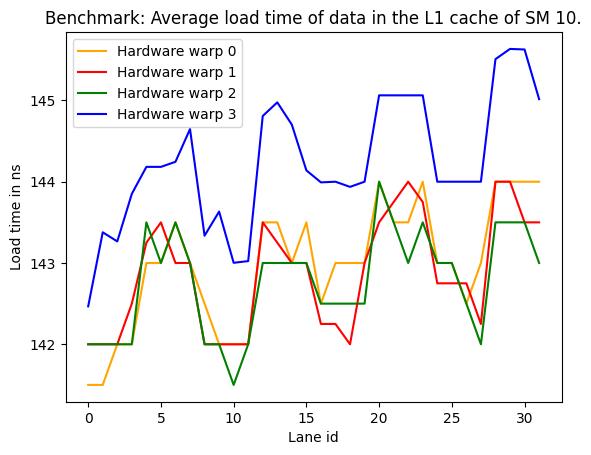 Benchmark: Average load time of data in the L1 cache of SM 10.
Hardware warp 0
Hardware warp 1
Hardware warp 2
Hardware warp 3
145
144
143
142
Load time in ns
0 5 10 15 20 25 30
Lane id